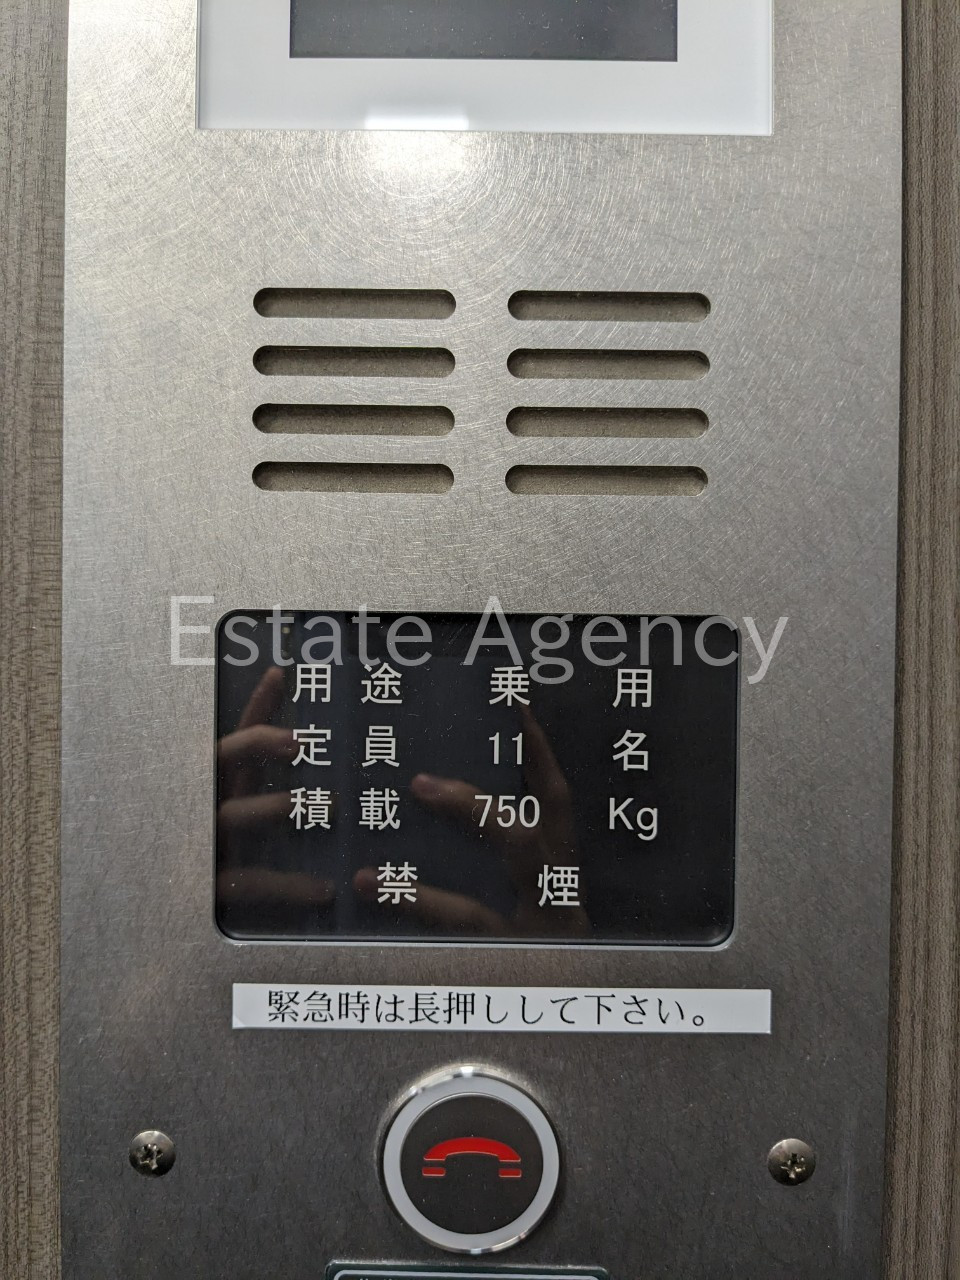 Estate Agency
用途 乗用
定員 11 名
積載 750 Kg
禁煙
緊急時は長押しして下さい。